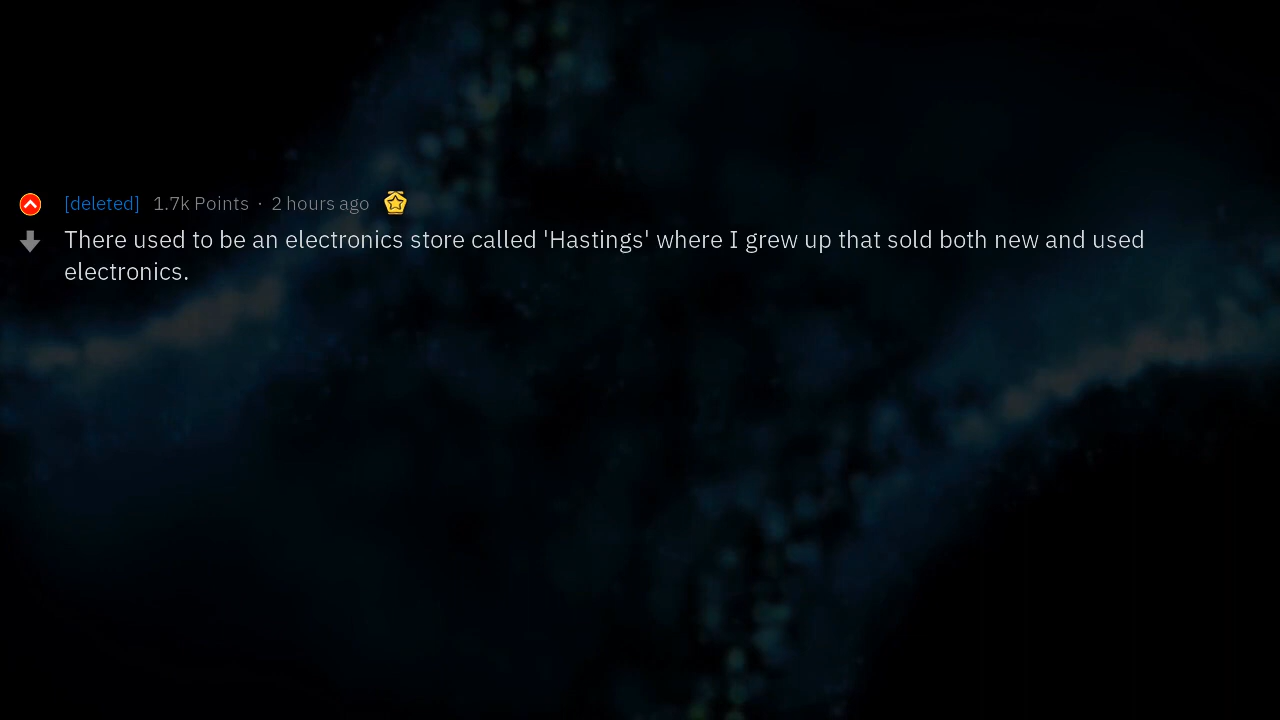 [deleted] 1.7k Points · 2 hours ago
There used to be an electronics store called 'Hastings' where I grew up that sold both new and used
electronics.